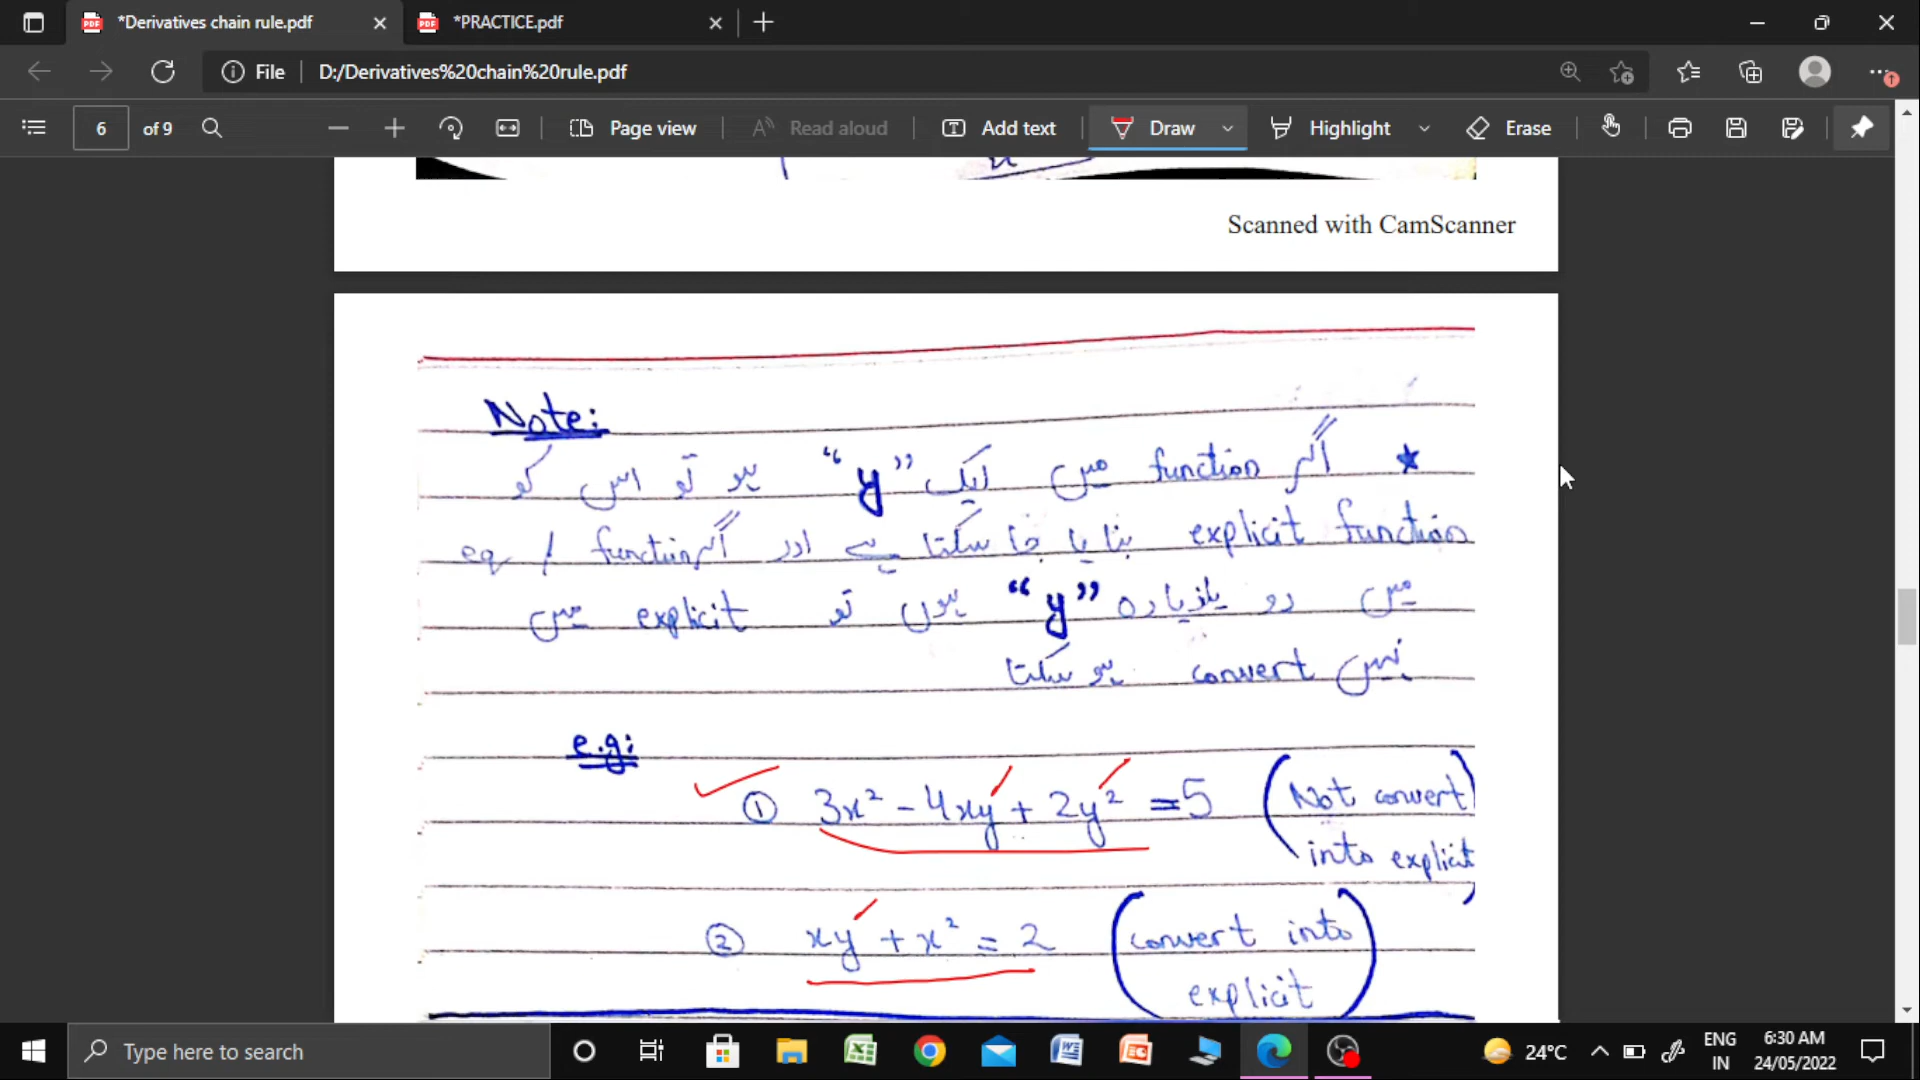 *Derivatives chain rule.pdf
*PRACTICE.pdf
File D:/Derivatives%20chain%20rule.pdf
6 of 9 Page view Read aloud Add text Draw Highlight Erase
Scanned with CamScanner
Note:
★ اگر function میں ایک “y” ہو تو اس کو
explicit function بنایا جا سکتا ہے اور اگر function / eq
میں دو یا زیادہ “y” ہوں تو explicit میں
convert نہیں ہو سکتا
e.g:
① 3x² - 4xy + 2y² = 5 (Not convert
into explicit)
② xy + x² = 2 (convert into
explicit)
Type here to search
24°C ENG 6:30 AM
IN 24/05/2022